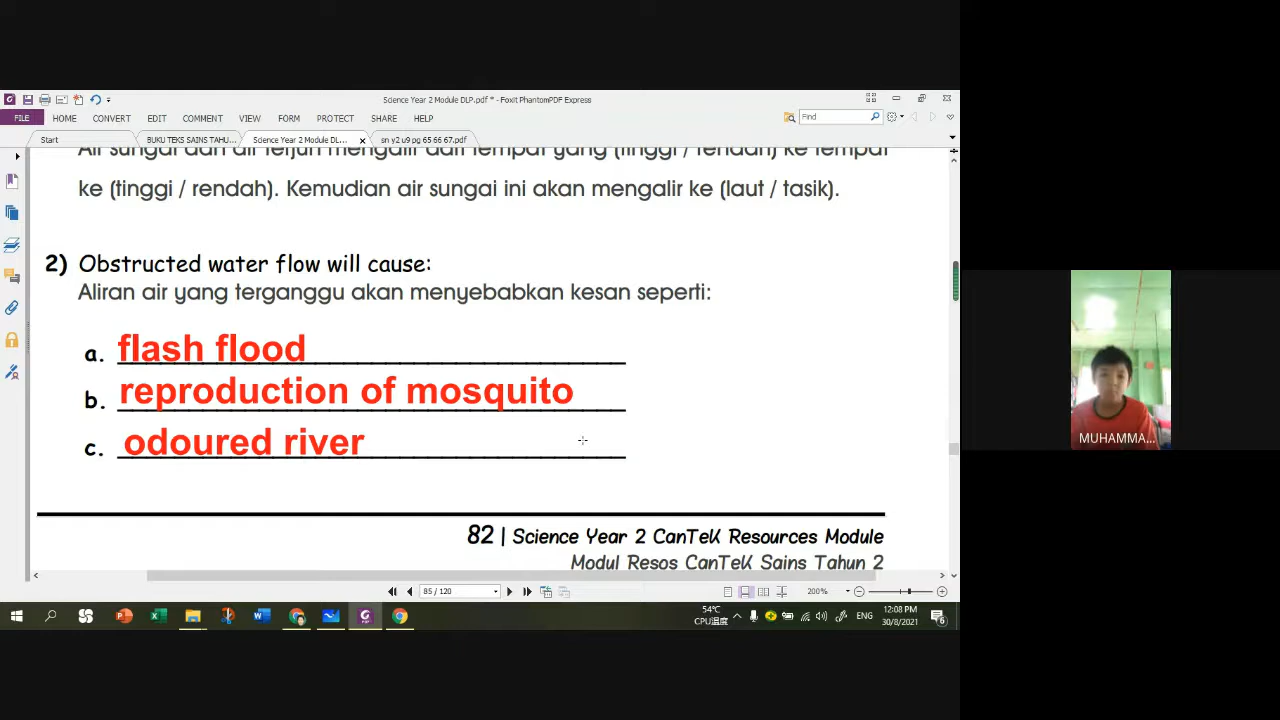 Science Year 2 Module DLP.pdf * - Foxit PhantomPDF Express
FILE HOME CONVERT EDIT COMMENT VIEW FORM PROTECT SHARE HELP Find
Start BUKU TEKS SAINS TAHU... Science Year 2 Module DL... sn y2 u9 pg 65 66 67.pdf
Air sungai dan air terjun mengalir dari tempat yang (tinggi / rendah) ke tempat
ke (tinggi / rendah). Kemudian air sungai ini akan mengalir ke (laut / tasik).
2) Obstructed water flow will cause:
Aliran air yang terganggu akan menyebabkan kesan seperti:
a. flash flood
b. reproduction of mosquito
c. odoured river
MUHAMMA...
82 | Science Year 2 CanTeK Resources Module
Modul Resos CanTeK Sains Tahun 2
85 / 120
200%
54°C
CPU温度
ENG
12:08 PM
30/8/2021
6